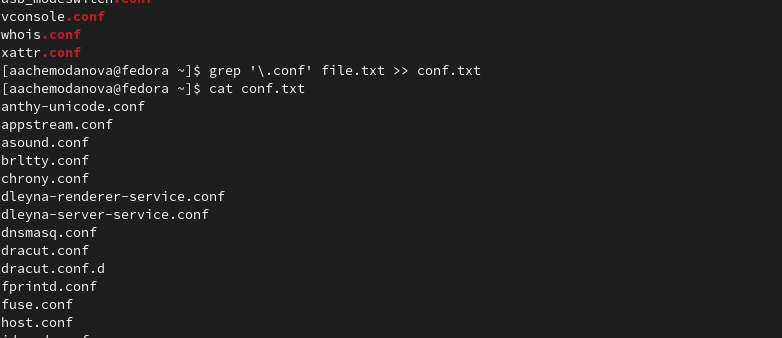 vconsole.conf
whois.conf
xattr.conf
[aachemodanova@fedora ~]$ grep '\.conf' file.txt >> conf.txt
[aachemodanova@fedora ~]$ cat conf.txt
anthy-unicode.conf
appstream.conf
asound.conf
brltty.conf
chrony.conf
dleyna-renderer-service.conf
dleyna-server-service.conf
dnsmasq.conf
dracut.conf
dracut.conf.d
fprintd.conf
fuse.conf
host.conf